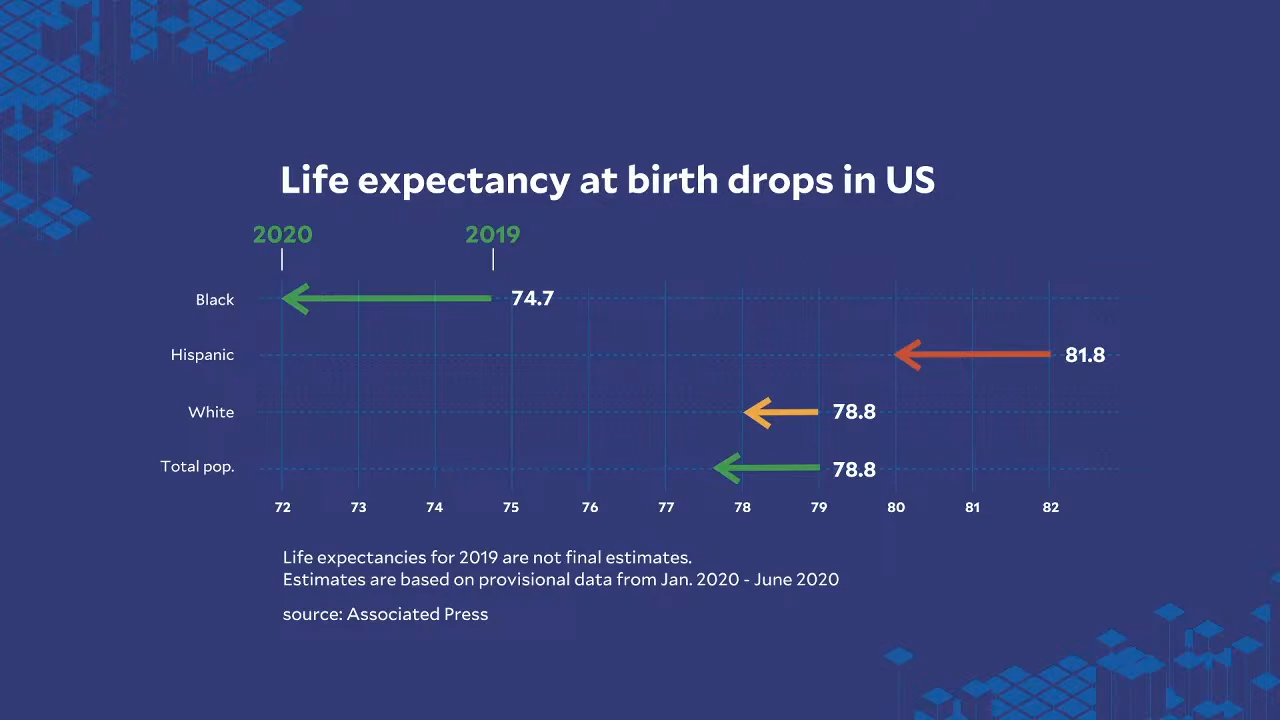 Life expectancy at birth drops in US
2020 2019
Black 74.7
Hispanic 81.8
White 78.8
Total pop. 78.8
72 73 74 75 76 77 78 79 80 81 82
Life expectancies for 2019 are not final estimates.
Estimates are based on provisional data from Jan. 2020 - June 2020
source: Associated Press